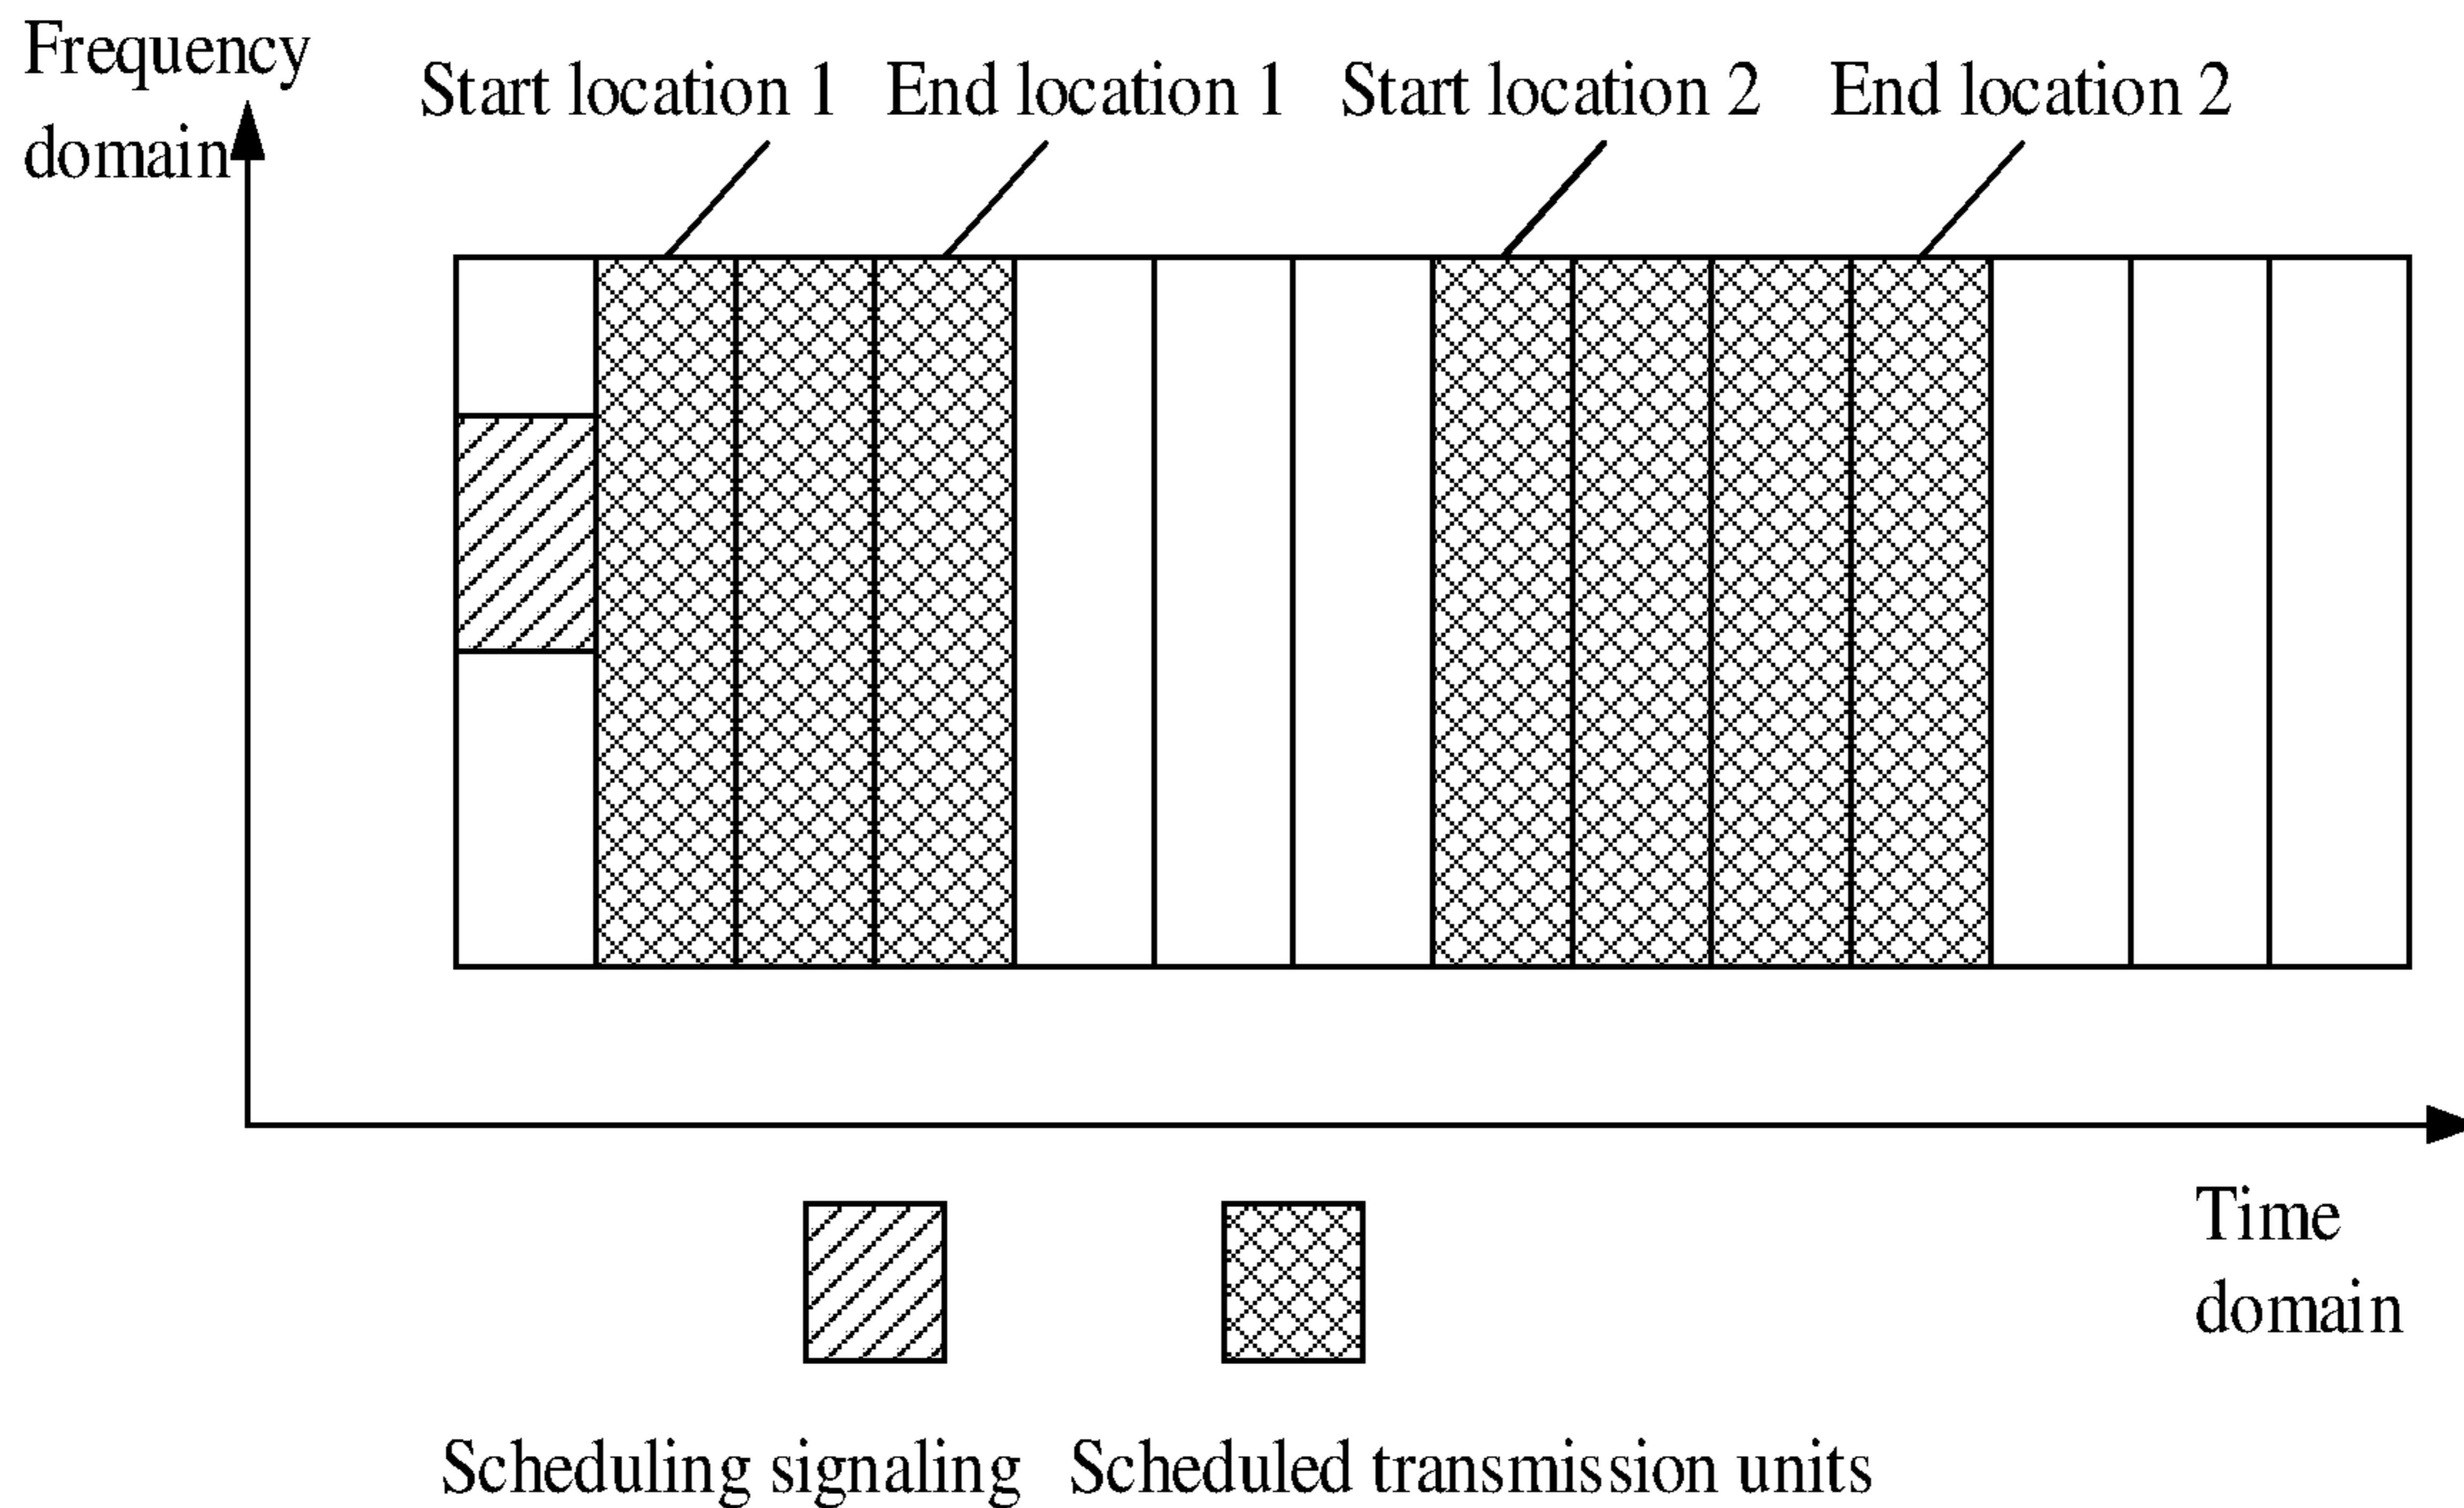 Frequency
domain
Start location 1
End location 1
Start location 2
End location 2
Time
domain
Scheduling signaling
Scheduled transmission units